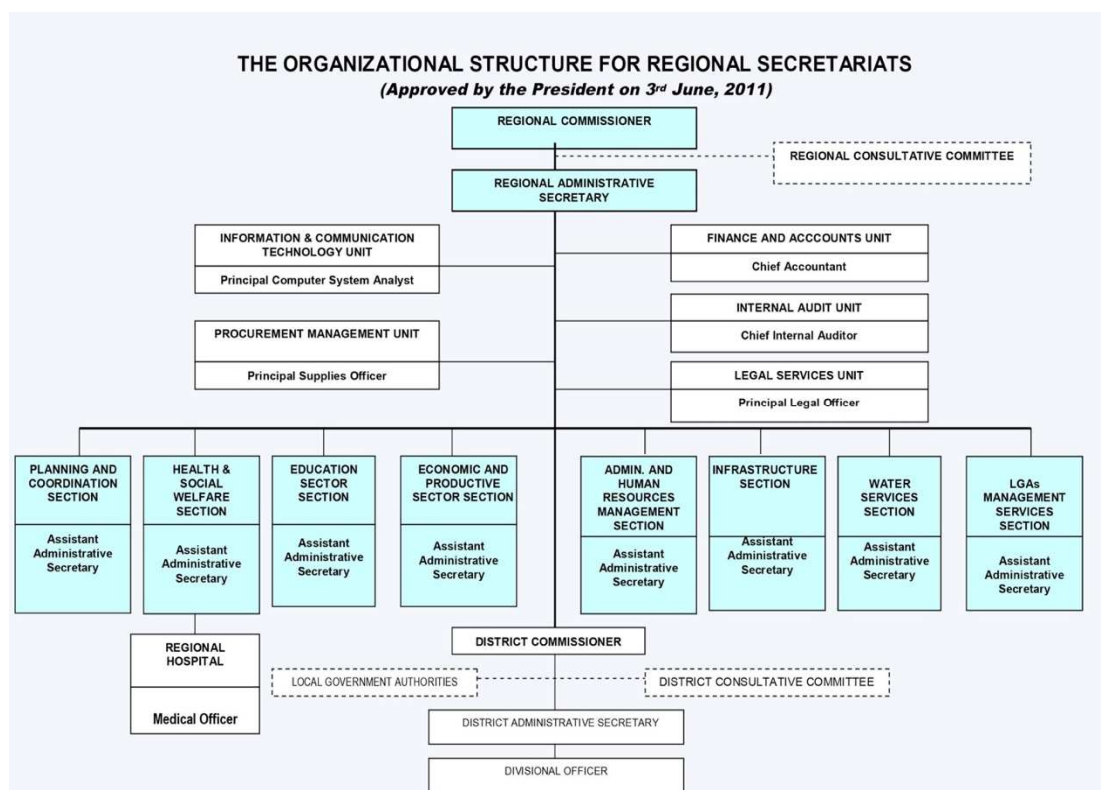 THE ORGANIZATIONAL STRUCTURE FOR REGIONAL SECRETARIATS
(Approved by the President on 3rd June, 2011)
REGIONAL COMMISSIONER
REGIONAL CONSULTATIVE COMMITTEE
REGIONAL ADMINISTRATIVE
SECRETARY
INFORMATION & COMMUNICATION
TECHNOLOGY UNIT
Principal Computer System Analyst
FINANCE AND ACCCOUNTS UNIT
Chief Accountant
INTERNAL AUDIT UNIT
Chief Internal Auditor
PROCUREMENT MANAGEMENT UNIT
Principal Supplies Officer
LEGAL SERVICES UNIT
Principal Legal Officer
PLANNING AND
COORDINATION
SECTION
Assistant
Administrative
Secretary
HEALTH &
SOCIAL
WELFARE
SECTION
Assistant
Administrative
Secretary
EDUCATION
SECTOR
SECTION
Assistant
Administrative
Secretary
ECONOMIC AND
PRODUCTIVE
SECTOR SECTION
Assistant
Administrative
Secretary
ADMIN. AND
HUMAN
RESOURCES
MANAGEMENT
SECTION
Assistant
Administrative
Secretary
INFRASTRUCTURE
SECTION
Assistant
Administrative
Secretary
WATER
SERVICES
SECTION
Assistant
Administrative
Secretary
LGAs
MANAGEMENT
SERVICES
SECTION
Assistant
Administrative
Secretary
REGIONAL
HOSPITAL
Medical Officer
DISTRICT COMMISSIONER
LOCAL GOVERNMENT AUTHORITIES
DISTRICT CONSULTATIVE COMMITTEE
DISTRICT ADMINISTRATIVE SECRETARY
DIVISIONAL OFFICER